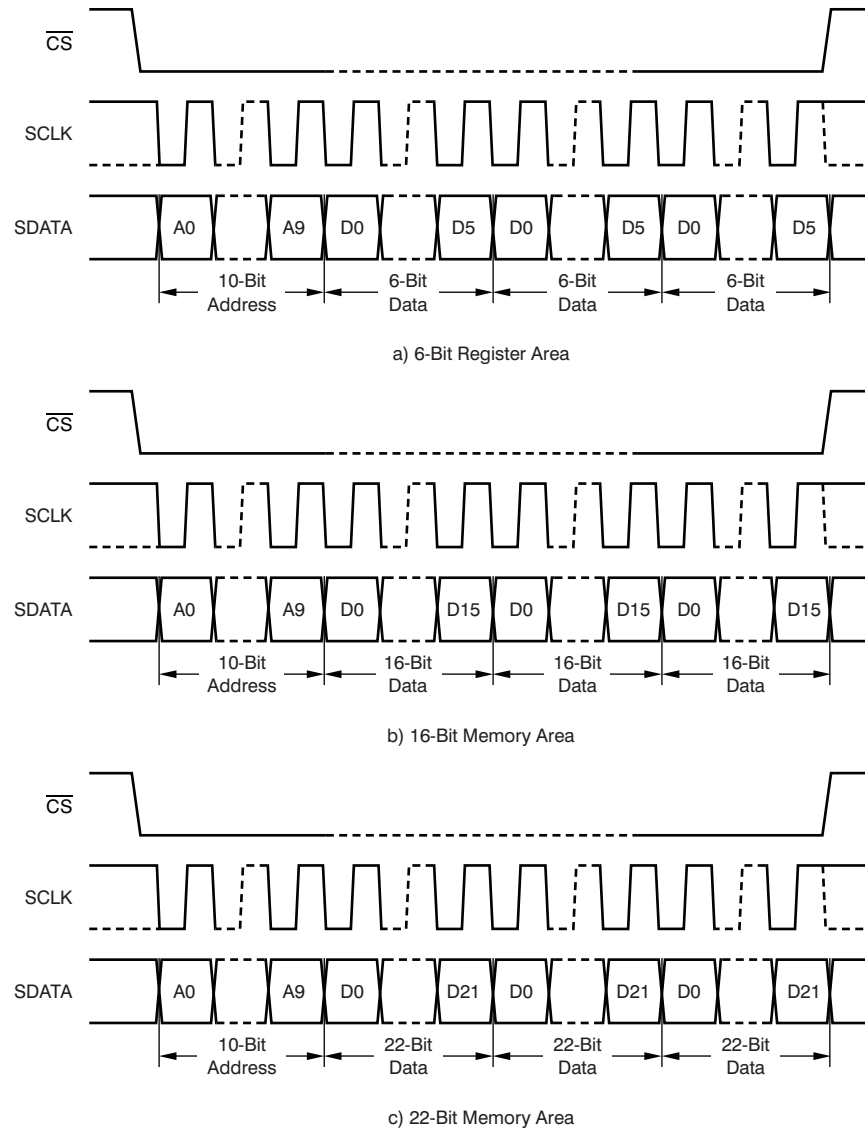 CS
SCLK
SDATA A0 A9 D0 D5 D0 D5 D0 D5
10-Bit Address 6-Bit Data 6-Bit Data 6-Bit Data
a) 6-Bit Register Area
CS
SCLK
SDATA A0 A9 D0 D15 D0 D15 D0 D15
10-Bit Address 16-Bit Data 16-Bit Data 16-Bit Data
b) 16-Bit Memory Area
CS
SCLK
SDATA A0 A9 D0 D21 D0 D21 D0 D21
10-Bit Address 22-Bit Data 22-Bit Data 22-Bit Data
c) 22-Bit Memory Area